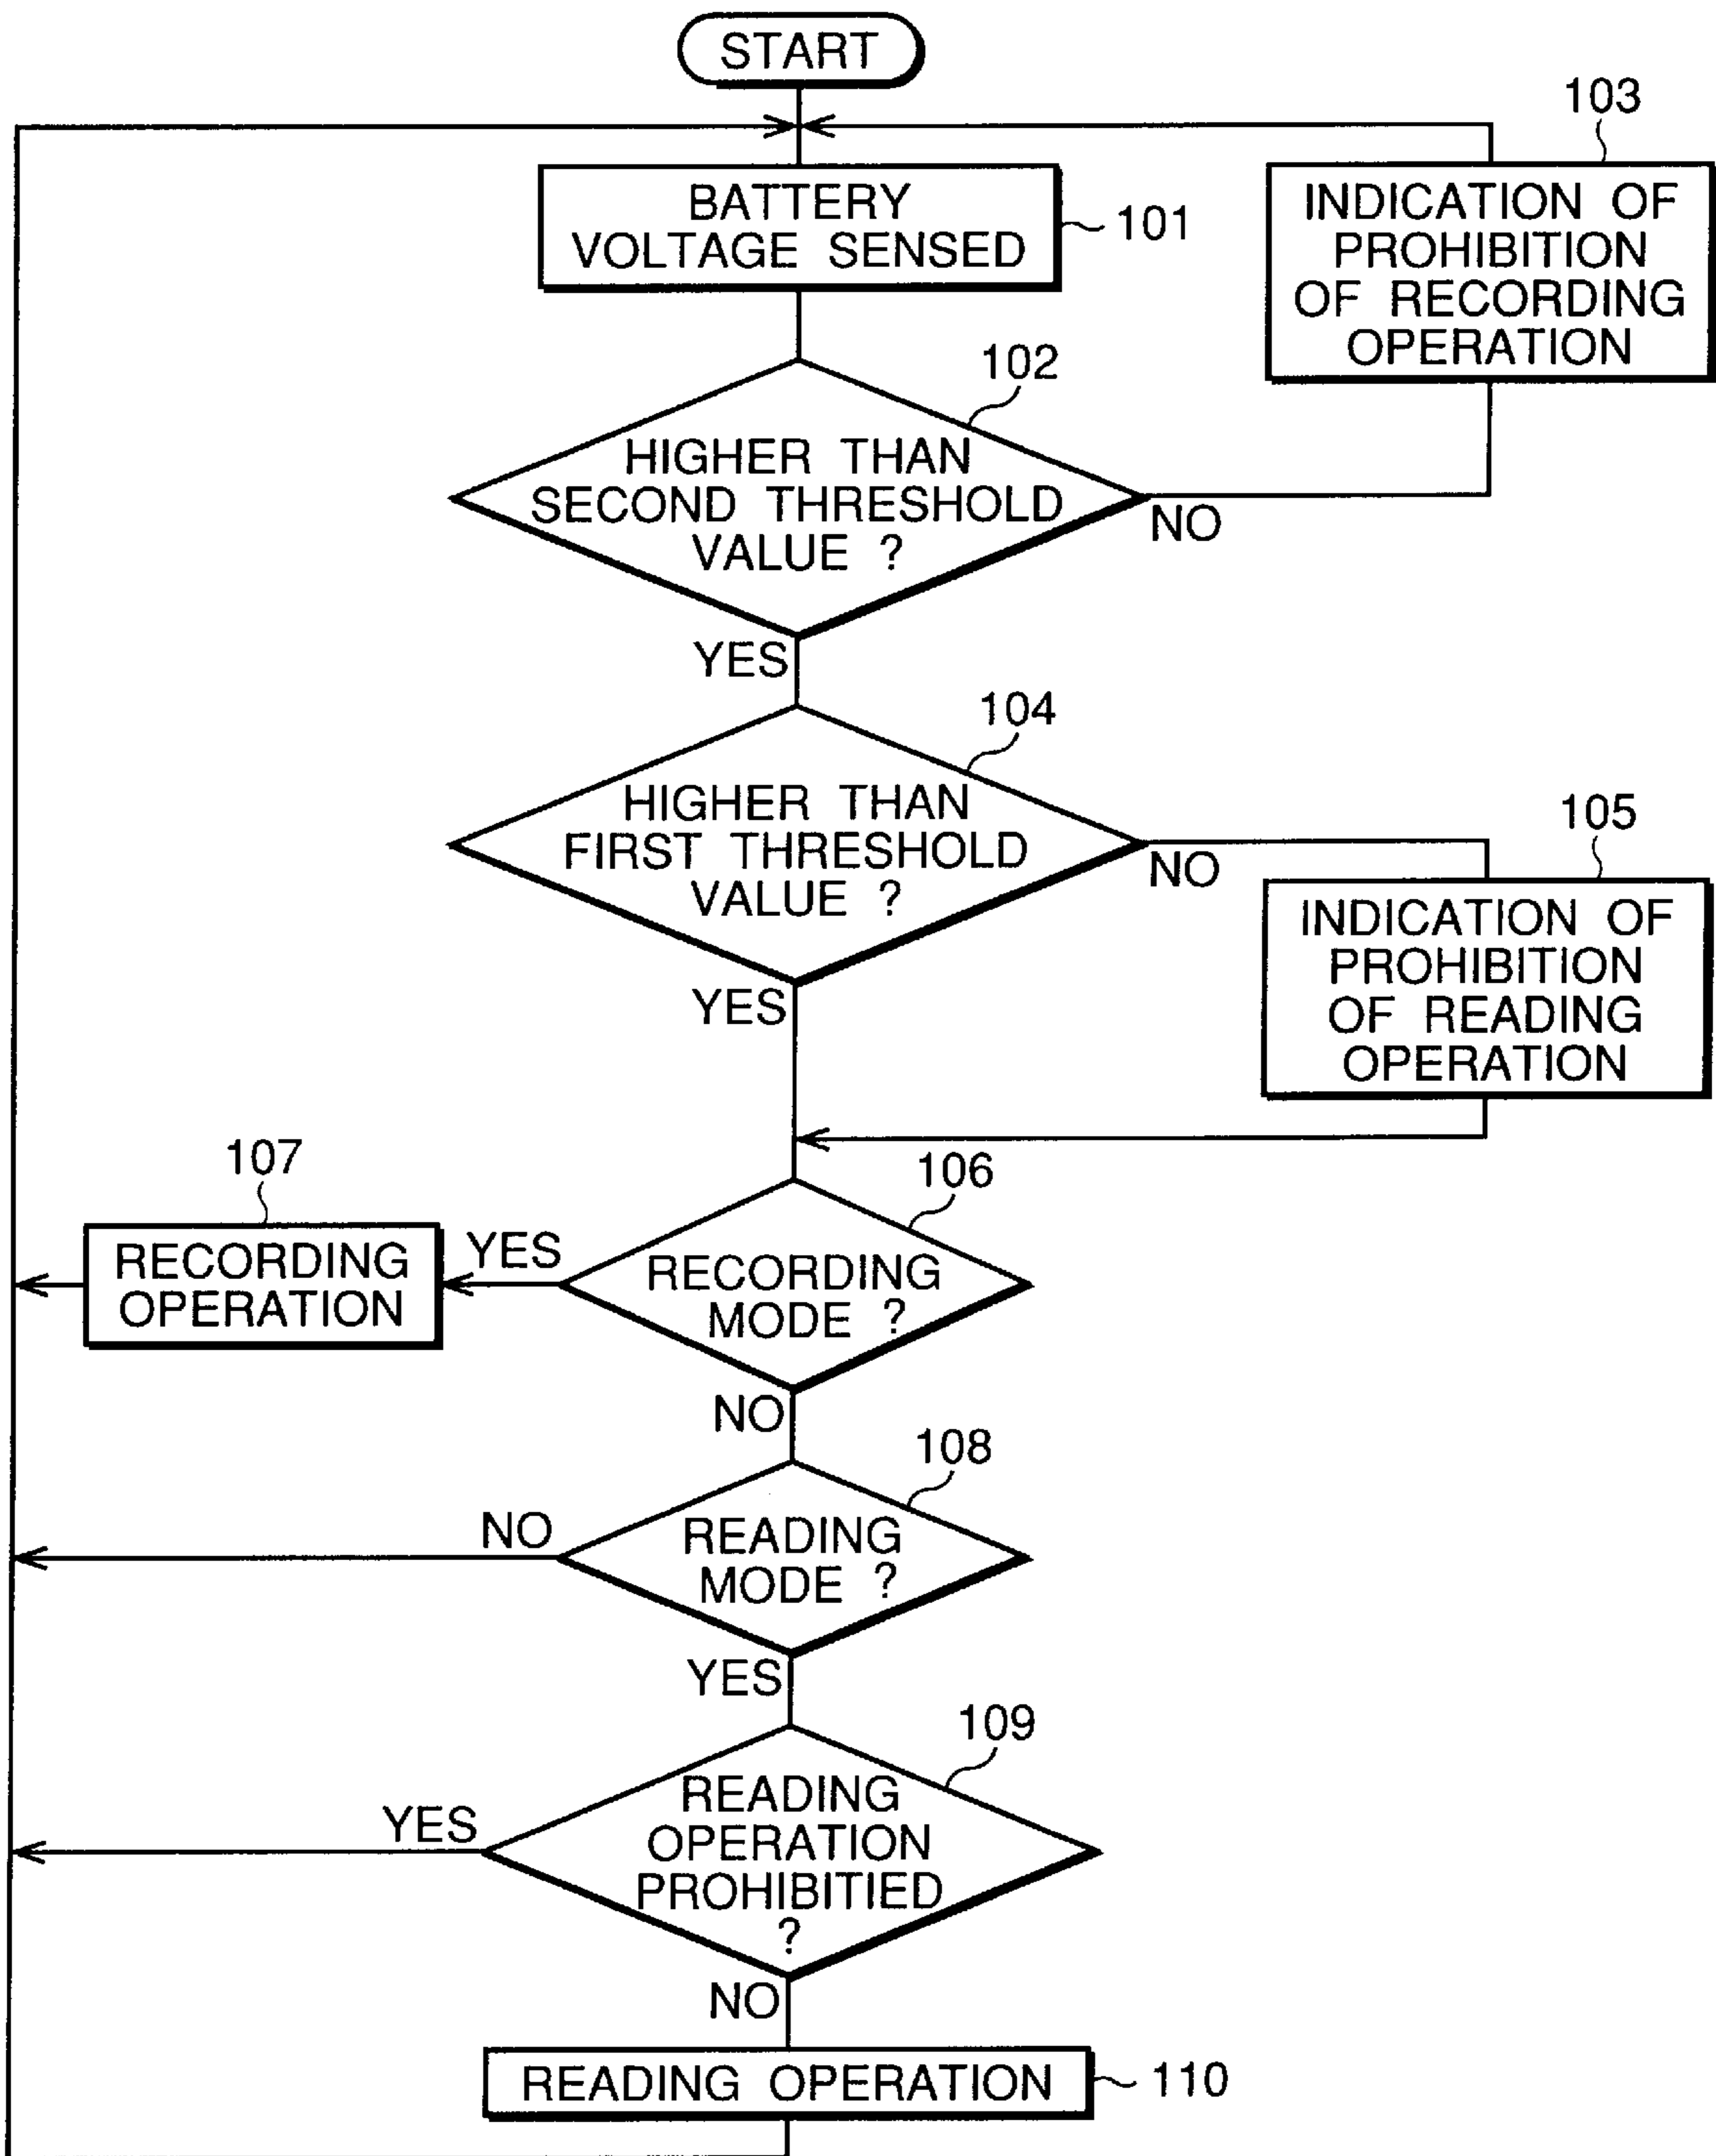 START
103
BATTERY
VOLTAGE SENSED
101
INDICATION OF
PROHIBITION
OF RECORDING
OPERATION
102
HIGHER THAN
SECOND THRESHOLD
VALUE ?
NO
YES
104
HIGHER THAN
FIRST THRESHOLD
VALUE ?
NO
YES
105
INDICATION OF
PROHIBITION
OF READING
OPERATION
107
106
RECORDING
OPERATION
YES
RECORDING
MODE ?
NO
108
NO
READING
MODE ?
YES
109
YES
READING
OPERATION
PROHIBITIED
?
NO
READING OPERATION
110